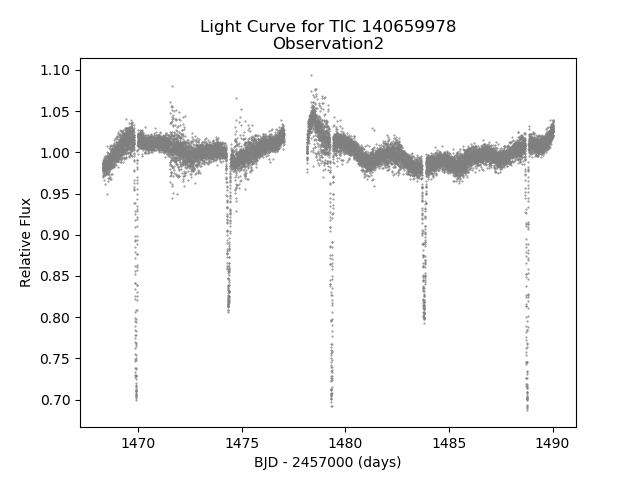 Light Curve for TIC 140659978
Observation2
1.10
1.05
1.00
0.95
0.90
0.85
0.80
0.75
0.70
Relative Flux
1470 1475 1480 1485 1490
BJD - 2457000 (days)